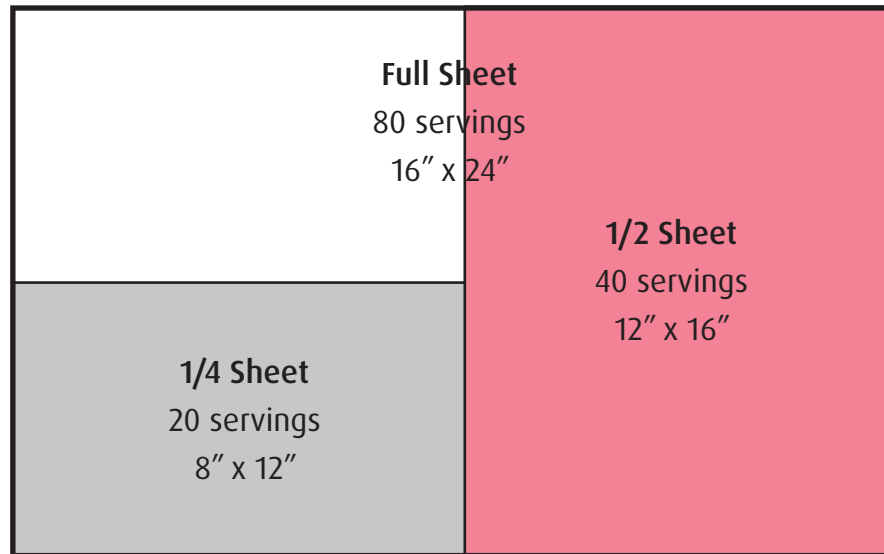 Full Sheet
80 servings
16″ x 24″
1/2 Sheet
40 servings
12″ x 16″
1/4 Sheet
20 servings
8″ x 12″